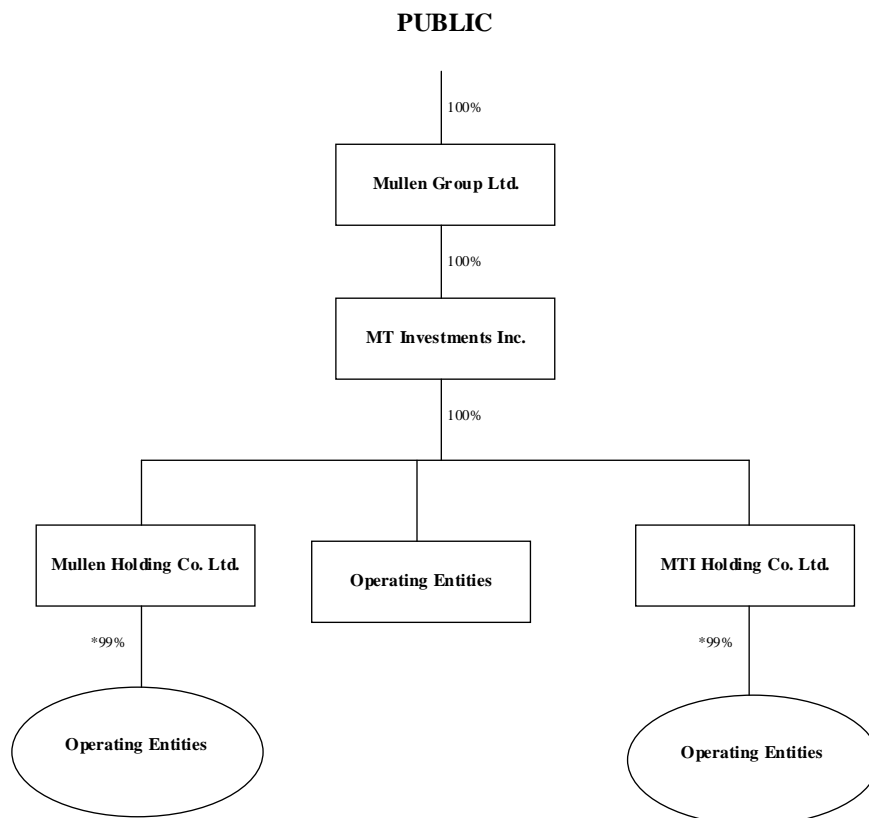 PUBLIC
100%
Mullen Group Ltd.
100%
MT Investments Inc.
100%
Mullen Holding Co. Ltd.
Operating Entities
MTI Holding Co. Ltd.
*99%
*99%
Operating Entities
Operating Entities